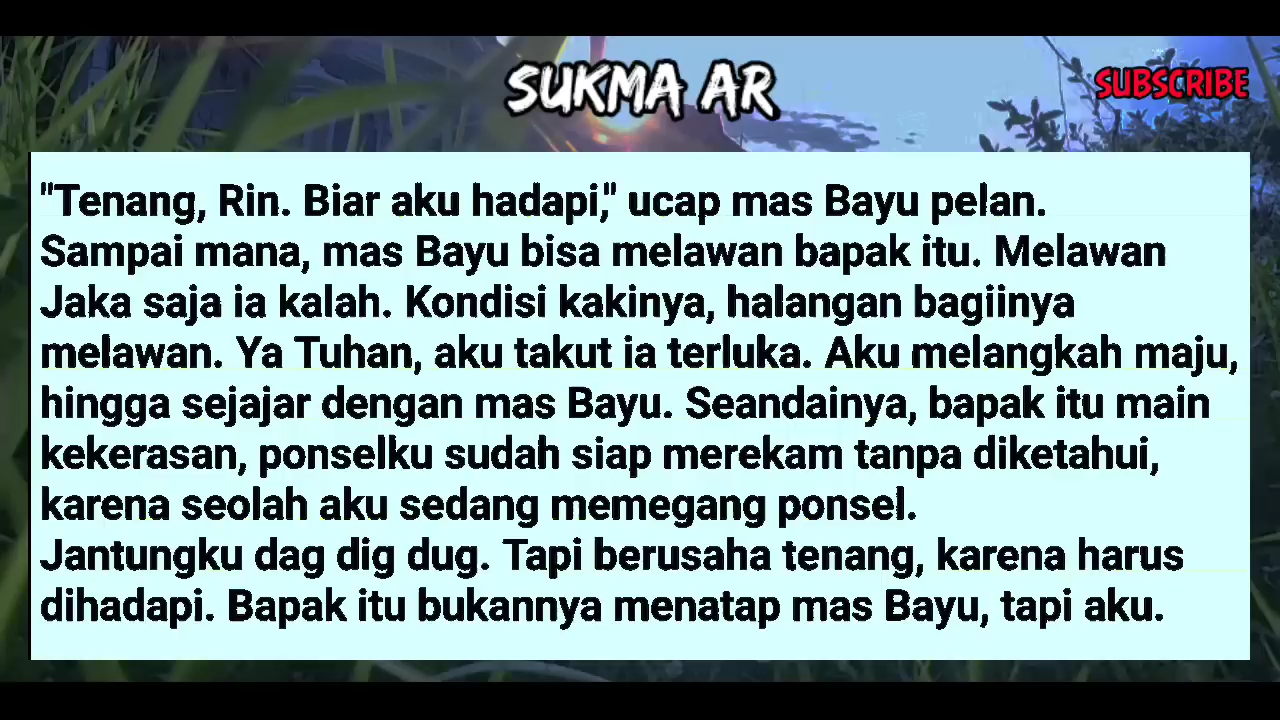 SUKMA AR
SUBSCRIBE
"Tenang, Rin. Biar aku hadapi," ucap mas Bayu pelan.
Sampai mana, mas Bayu bisa melawan bapak itu. Melawan
Jaka saja ia kalah. Kondisi kakinya, halangan bagiinya
melawan. Ya Tuhan, aku takut ia terluka. Aku melangkah maju,
hingga sejajar dengan mas Bayu. Seandainya, bapak itu main
kekerasan, ponselku sudah siap merekam tanpa diketahui,
karena seolah aku sedang memegang ponsel.
Jantungku dag dig dug. Tapi berusaha tenang, karena harus
dihadapi. Bapak itu bukannya menatap mas Bayu, tapi aku.